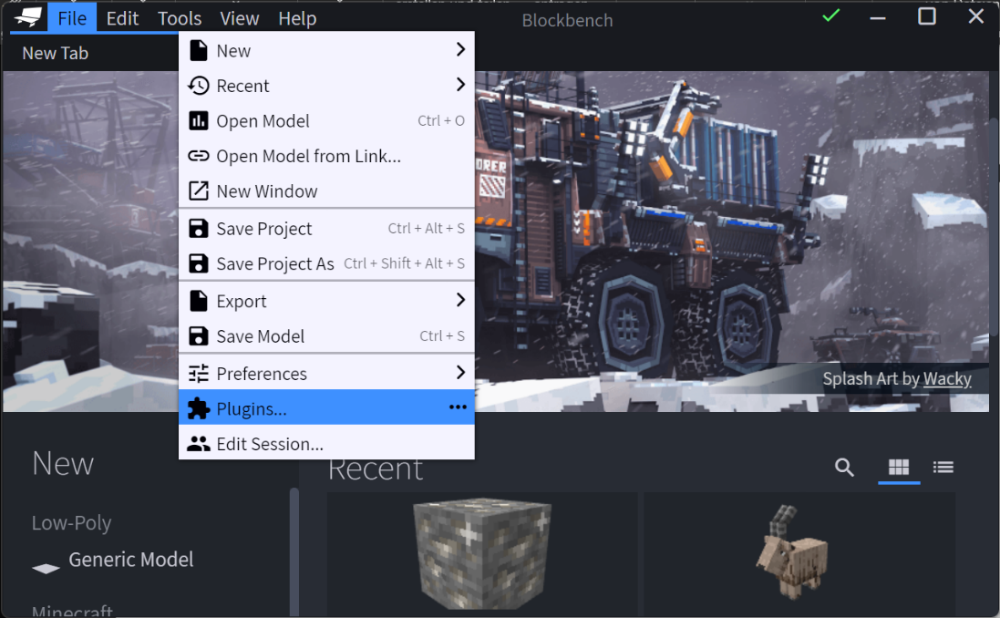 File Edit Tools View Help Blockbench
New Tab
New
Recent
Open Model Ctrl + O
Open Model from Link...
New Window
Save Project Ctrl + Alt + S
Save Project As Ctrl + Shift + Alt + S
Export
Save Model Ctrl + S
Preferences
Plugins...
Edit Session...
ORER
Splash Art by Wacky
New
Low-Poly
Generic Model
Minecraft
Recent